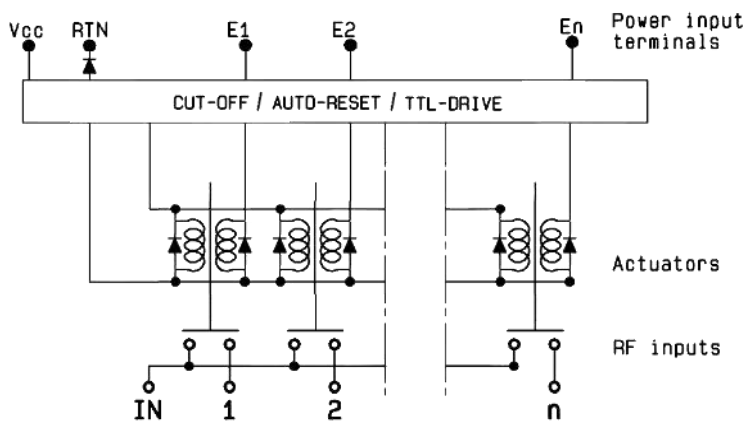 Vcc RTN E1 E2 En Power input
terminals
CUT-OFF / AUTO-RESET / TTL-DRIVE
Actuators
RF inputs
IN 1 2 n